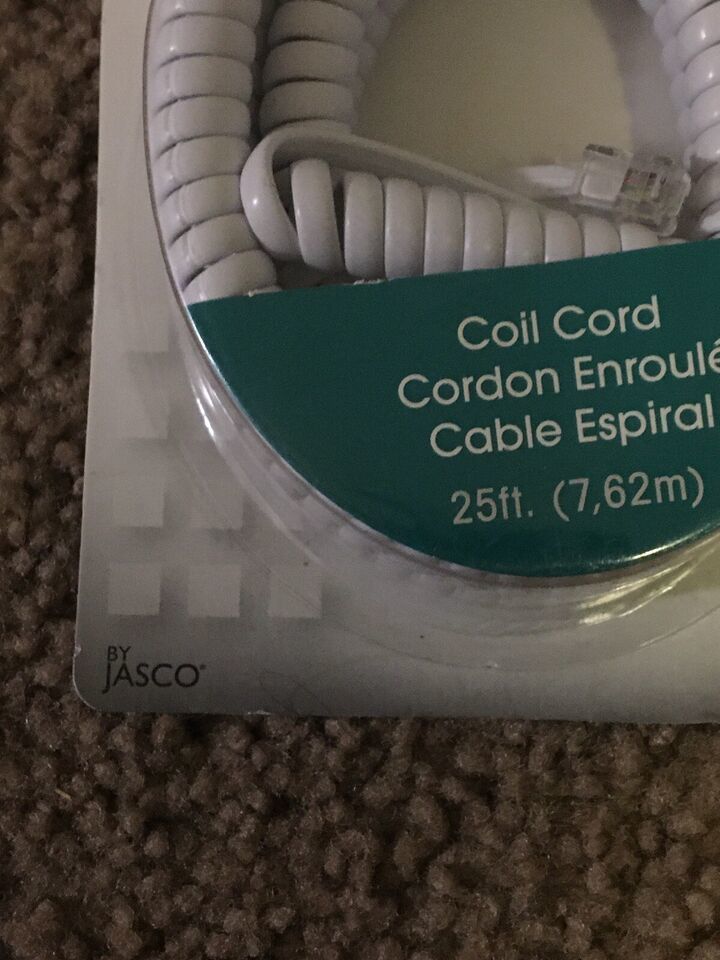 Coil Cord
Cordon Enroulé
Cable Espiral
25ft. (7,62m)
BY
JASCO